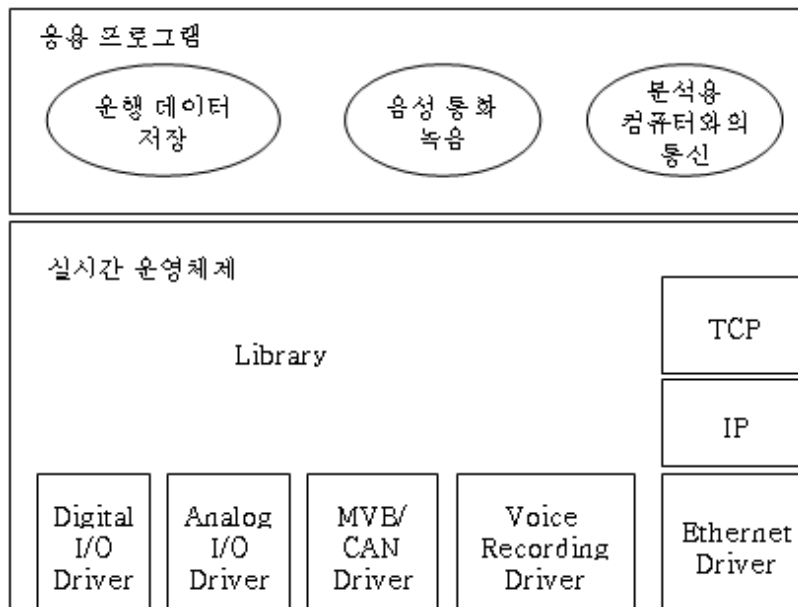 응용 프로그램
운행 데이터
저장
음성 통화
녹음
분석용
컴퓨터와의
통신
실시간 운영체제
Library
TCP
IP
Digital
I/O
Driver
Analog
I/O
Driver
MVB/
CAN
Driver
Voice
Recording
Driver
Ethernet
Driver